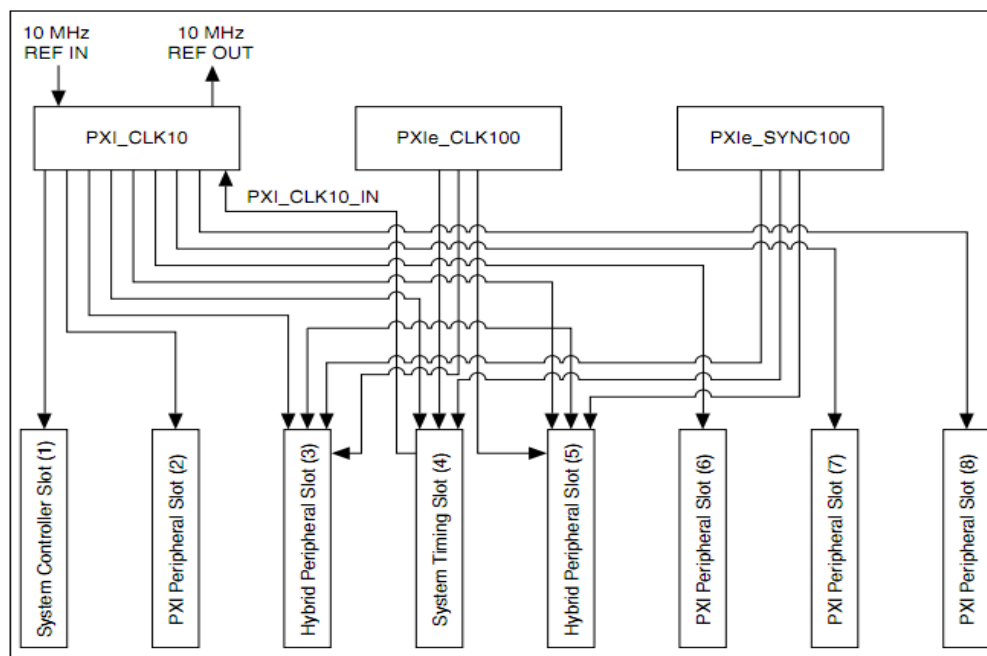 10 MHz
REF IN
10 MHz
REF OUT
PXI_CLK10
PXIe_CLK100
PXIe_SYNC100
PXI_CLK10_IN
System Controller Slot (1)
PXI Peripheral Slot (2)
Hybrid Peripheral Slot (3)
System Timing Slot (4)
Hybrid Peripheral Slot (5)
PXI Peripheral Slot (6)
PXI Peripheral Slot (7)
PXI Peripheral Slot (8)